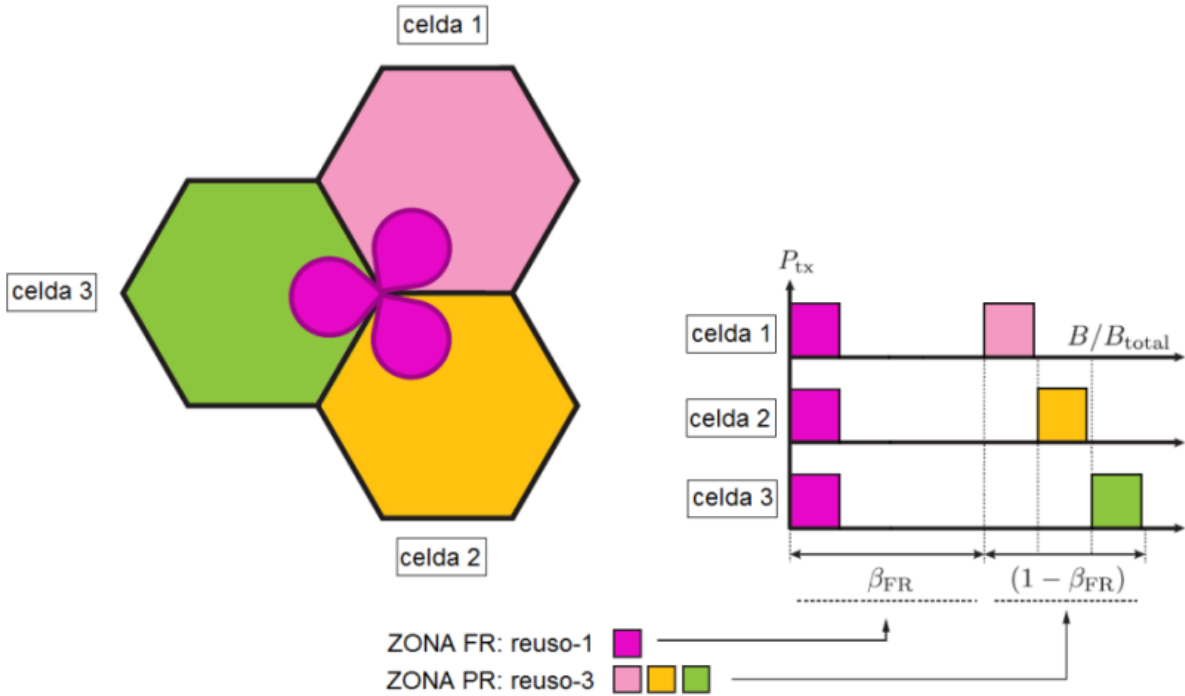 celda 1
celda 3
celda 2
P_tx
celda 1
B/B_total
celda 2
celda 3
β_FR
(1 − β_FR)
ZONA FR: reuso-1
ZONA PR: reuso-3